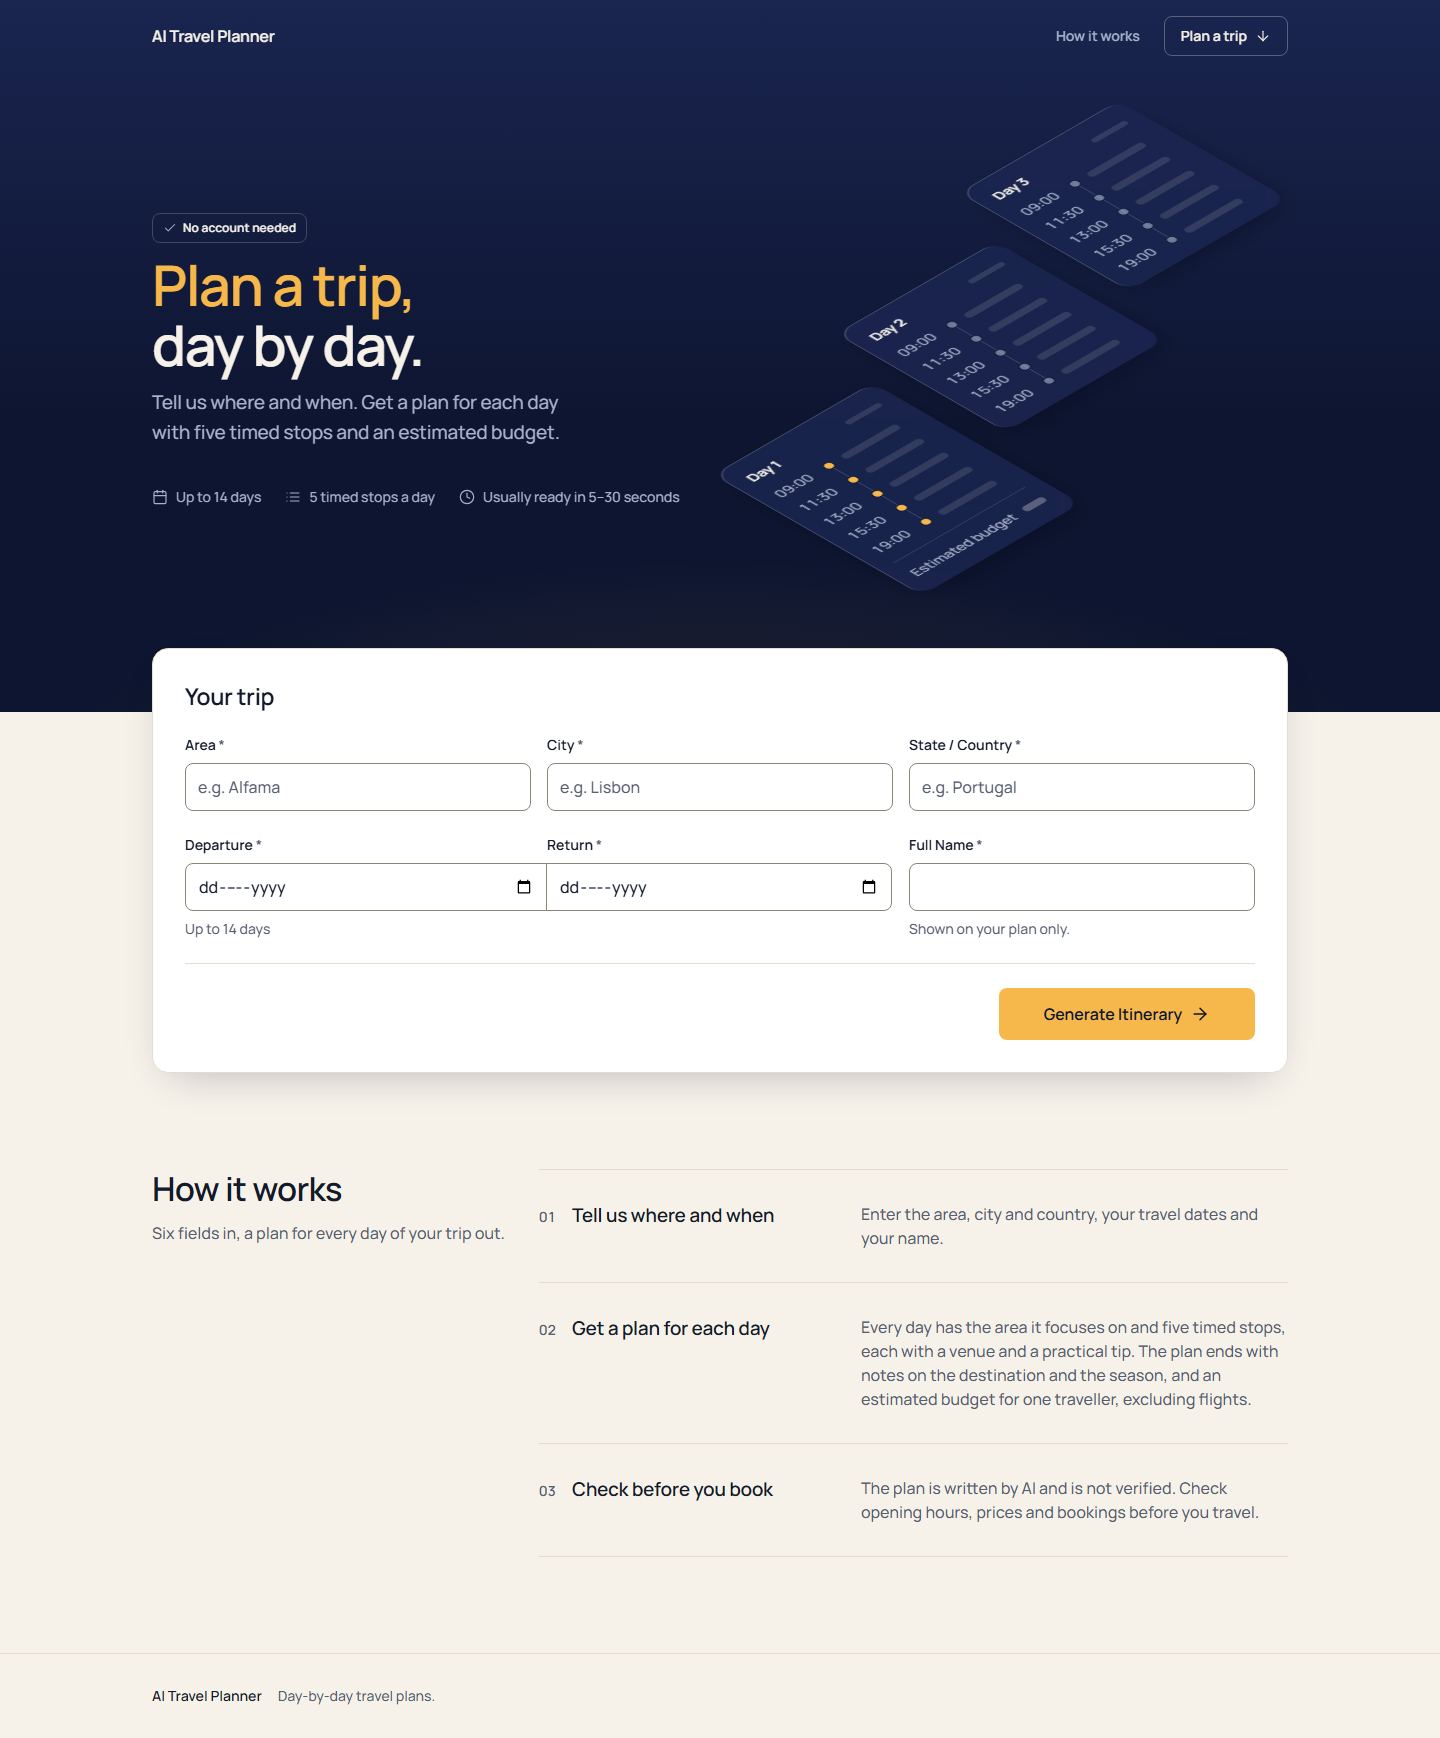 AI Travel Planner
How it works
Plan a trip
No account needed
Plan a trip,
day by day.
Tell us where and when. Get a plan for each day
with five timed stops and an estimated budget.
Up to 14 days
5 timed stops a day
Usually ready in 5–30 seconds
Day 3
09:00
11:30
13:00
15:30
19:00
Day 2
09:00
11:30
13:00
15:30
19:00
Day 1
09:00
11:30
13:00
15:30
19:00
Estimated budget
Your trip
Area *
City *
State / Country *
e.g. Alfama
e.g. Lisbon
e.g. Portugal
Departure *
Return *
Full Name *
dd----yyyy
dd----yyyy
Up to 14 days
Shown on your plan only.
Generate Itinerary
How it works
Six fields in, a plan for every day of your trip out.
01 Tell us where and when
Enter the area, city and country, your travel dates and
your name.
02 Get a plan for each day
Every day has the area it focuses on and five timed stops,
each with a venue and a practical tip. The plan ends with
notes on the destination and the season, and an
estimated budget for one traveller, excluding flights.
03 Check before you book
The plan is written by AI and is not verified. Check
opening hours, prices and bookings before you travel.
AI Travel Planner Day-by-day travel plans.